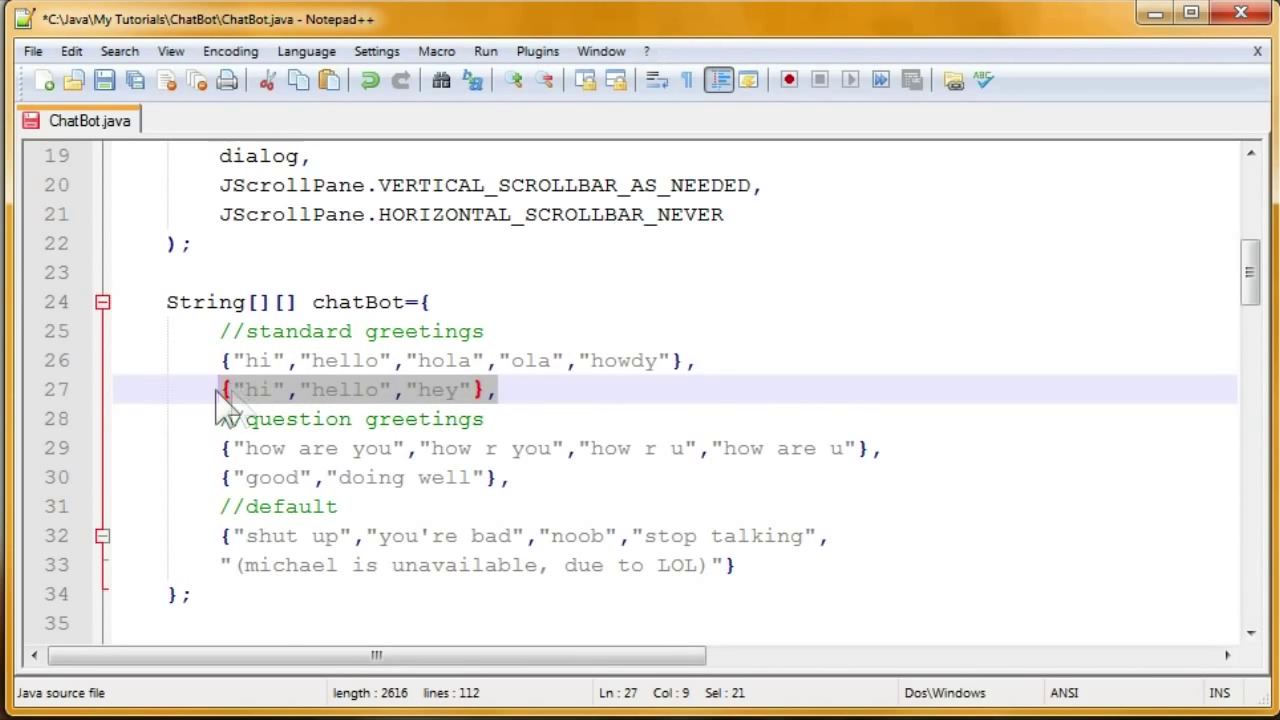 *C:\Java\My Tutorials\ChatBot\ChatBot.java - Notepad++
File Edit Search View Encoding Language Settings Macro Run Plugins Window ? X
ABC
ChatBot.java
19 dialog,
20 JScrollPane.VERTICAL_SCROLLBAR_AS_NEEDED,
21 JScrollPane.HORIZONTAL_SCROLLBAR_NEVER
22 );
23
24 String[][] chatBot={
25 //standard greetings
26 {"hi","hello","hola","ola","howdy"},
27 {"hi","hello","hey"},
28 question greetings
29 {"how are you","how r you","how r u","how are u"},
30 {"good","doing well"},
31 //default
32 {"shut up","you're bad","noob","stop talking",
33 "(michael is unavailable, due to LOL)"}
34 };
35
Java source file length : 2616 lines : 112 Ln : 27 Col : 9 Sel : 21 Dos\Windows ANSI INS